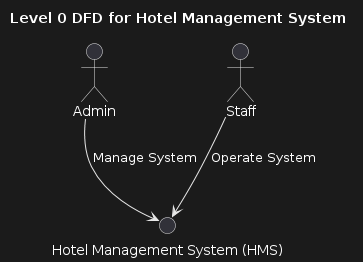 Level 0 DFD for Hotel Management System
Admin
Staff
Manage System
Operate System
Hotel Management System (HMS)